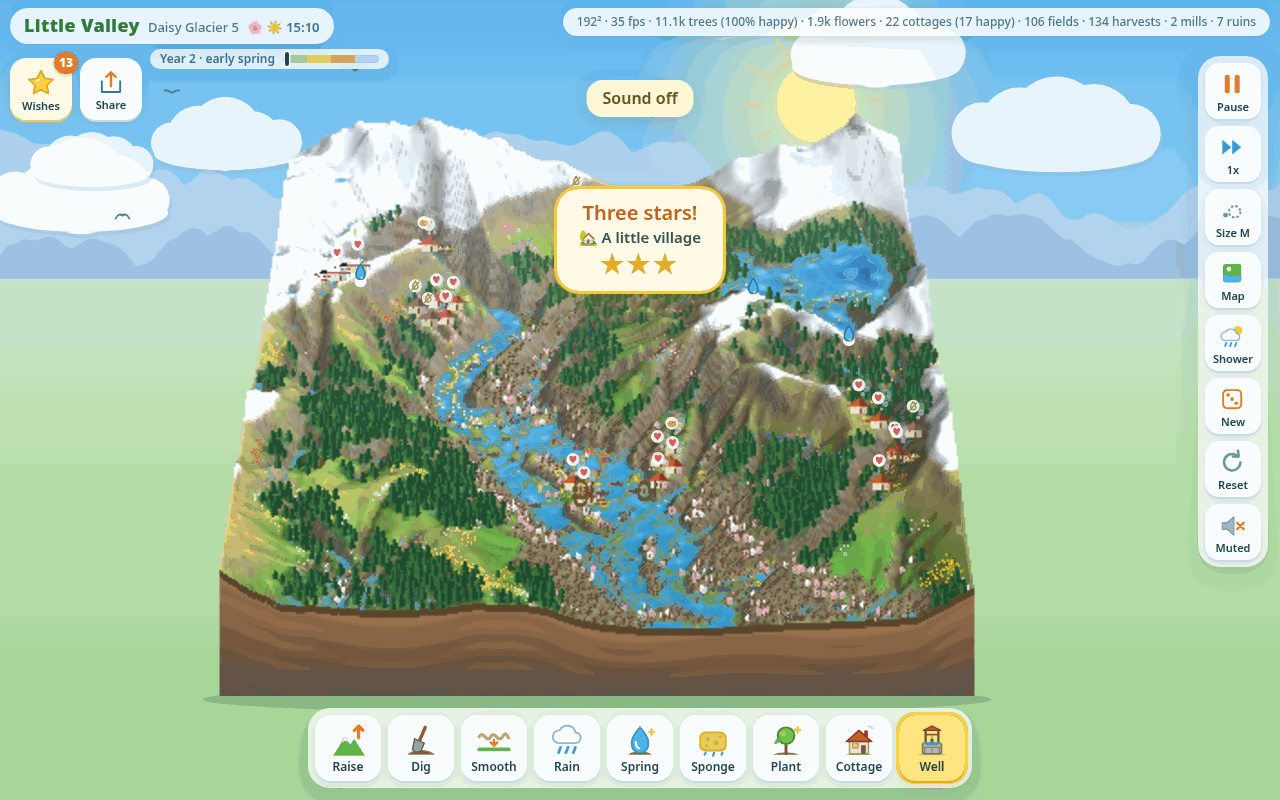 Little Valley Daisy Glacier 5 15:10
192² · 35 fps · 11.1k trees (100% happy) · 1.9k flowers · 22 cottages (17 happy) · 106 fields · 134 harvests · 2 mills · 7 ruins
Year 2 · early spring
13
Wishes
Share
Sound off
Three stars!
A little village
Pause
1x
Size M
Map
Shower
New
Reset
Muted
Raise
Dig
Smooth
Rain
Spring
Sponge
Plant
Cottage
Well